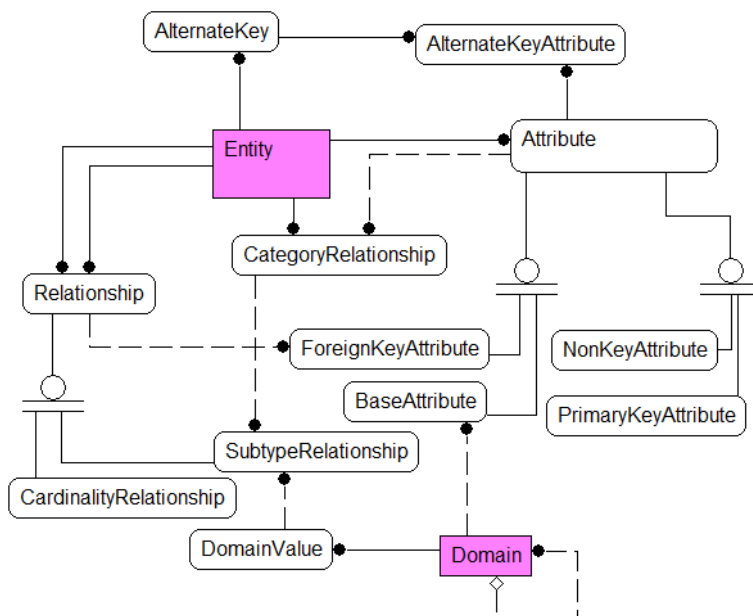 AlternateKey
AlternateKeyAttribute
Entity
Attribute
CategoryRelationship
Relationship
ForeignKeyAttribute
NonKeyAttribute
BaseAttribute
PrimaryKeyAttribute
SubtypeRelationship
CardinalityRelationship
DomainValue
Domain